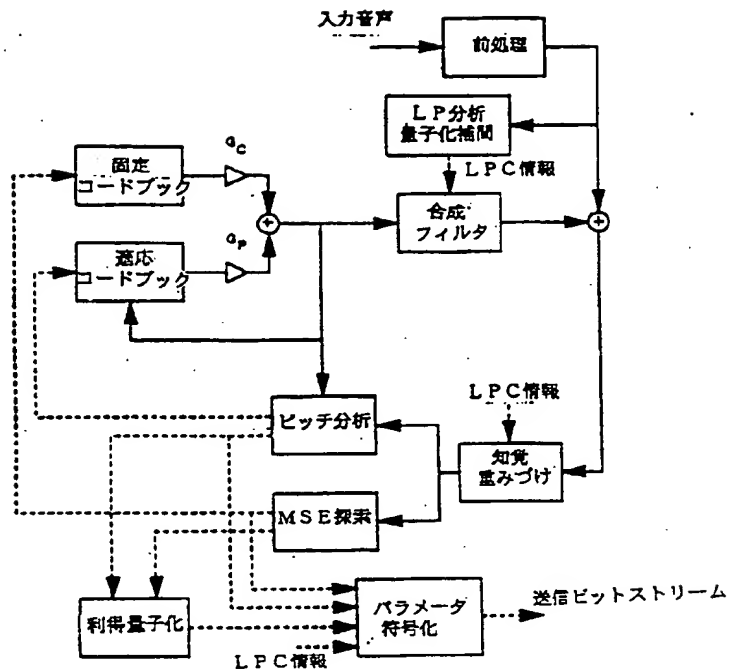 入力音声
前処理
LP分析
量子化補間
LPC情報
固定
コードブック
GC
合成
フィルタ
適応
コードブック
GP
ピッチ分析
LPC情報
知覚
重みづけ
MSE探索
利得量子化
パラメータ
符号化
送信ビットストリーム
LPC情報